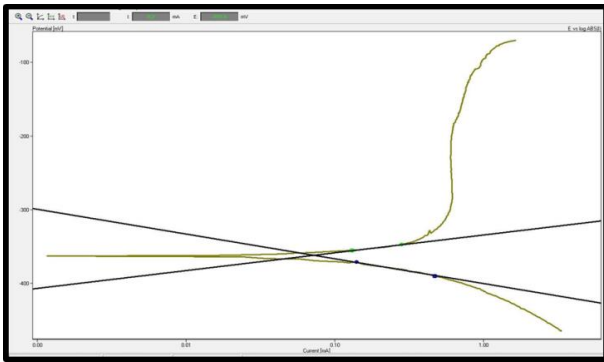 t: I: mA E: mV
Potential [mV] E vs log ABS(I)
-100
-200
-300
-400
0.00 0.01 0.10 1.00
Current [mA]